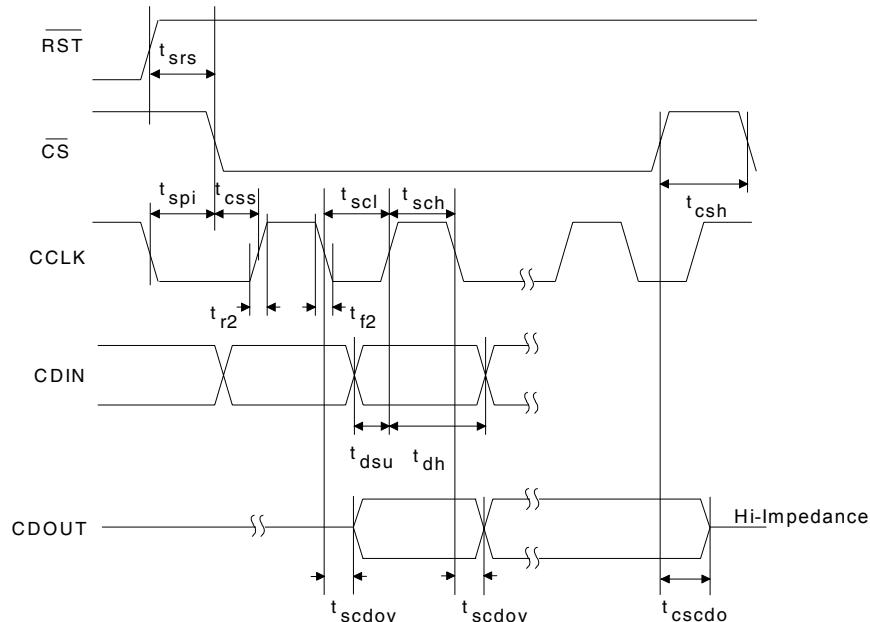 RST
t srs
CS
t spi
t css
t scl
t sch
t csh
CCLK
t r2
t f2
CDIN
t dsu
t dh
CDOUT
Hi-Impedance
t scdov
t scdov
t cscdo